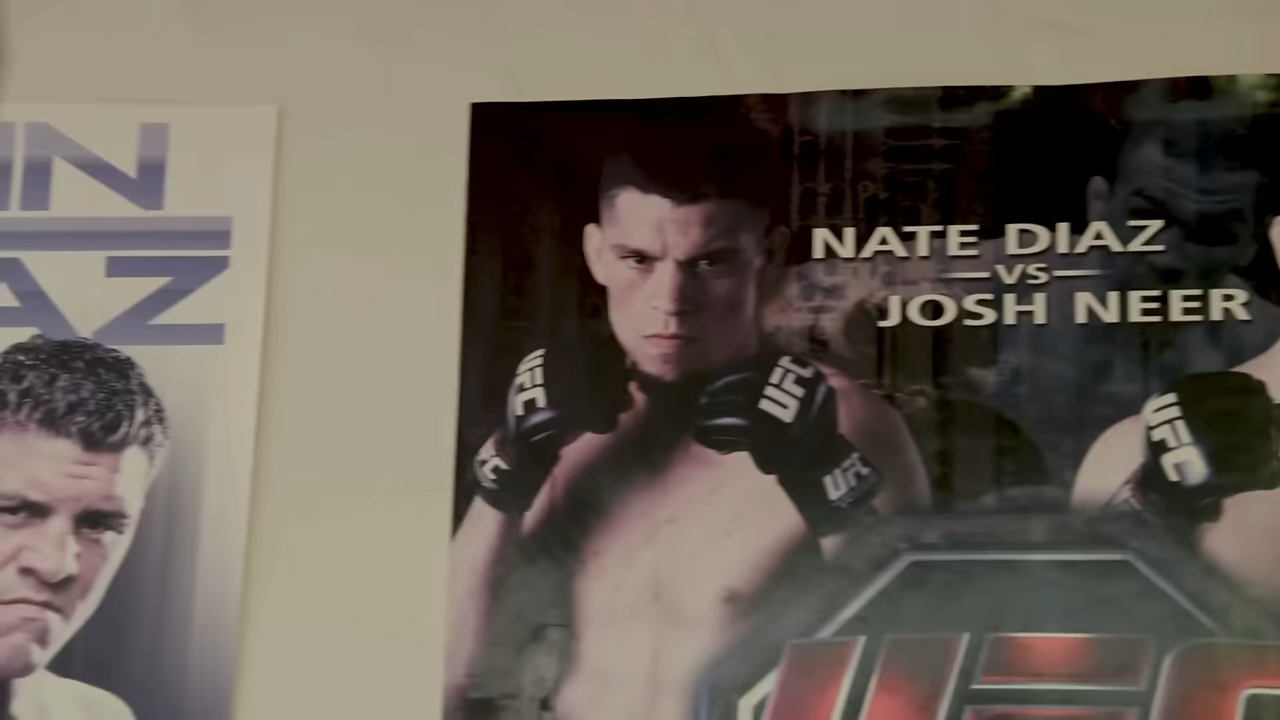 IN
AZ
NATE DIAZ
VS
JOSH NEER
UFC
UFC
UFC
UFC
UFC